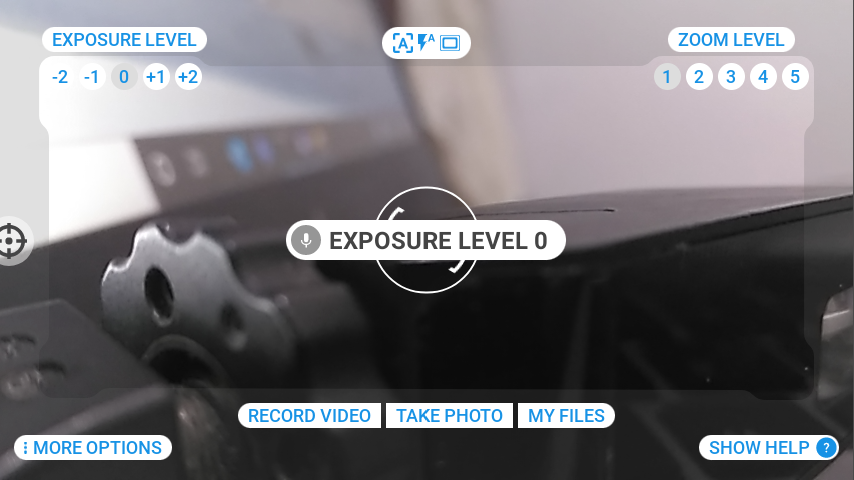 EXPOSURE LEVEL
-2 -1 0 +1 +2
A
A
ZOOM LEVEL
1 2 3 4 5
EXPOSURE LEVEL 0
RECORD VIDEO
TAKE PHOTO
MY FILES
MORE OPTIONS
SHOW HELP ?